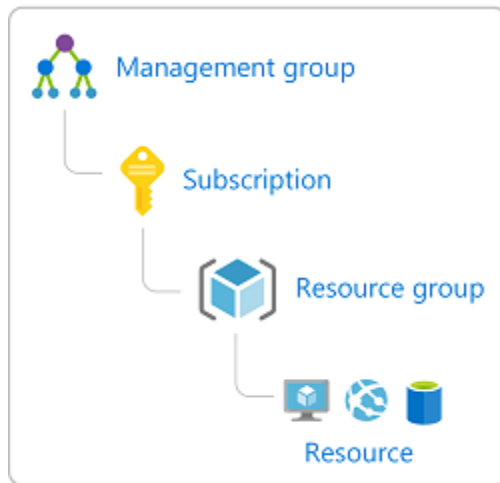 Management group
Subscription
Resource group
Resource